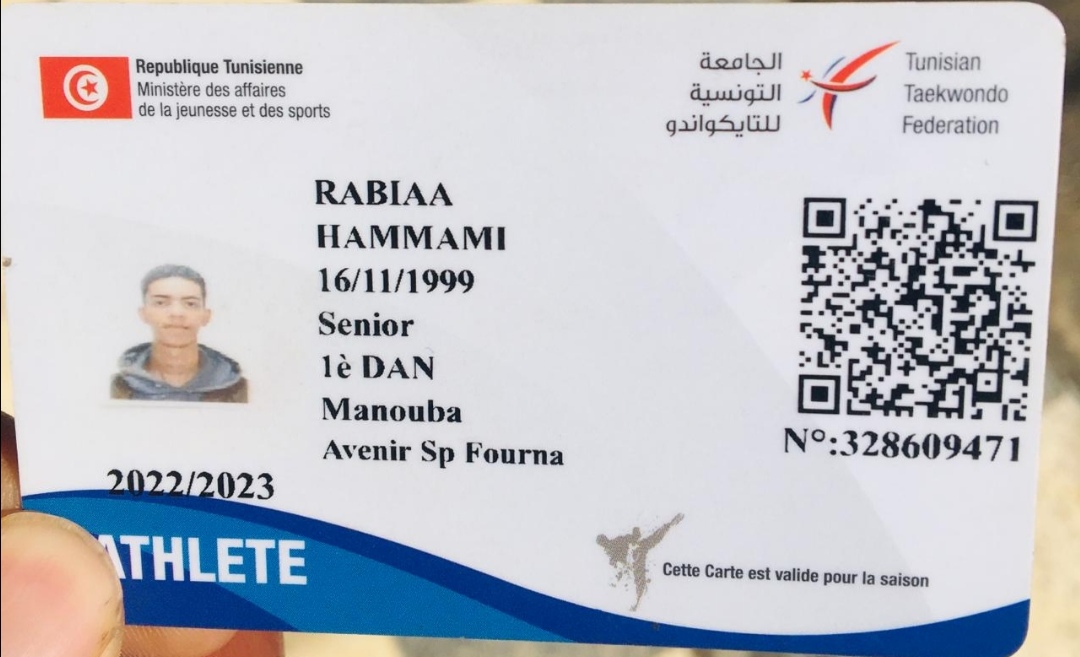 Republique Tunisienne
Ministère des affaires
de la jeunesse et des sports
الجامعة
التونسية
للتايكواندو
Tunisian
Taekwondo
Federation
RABIAA
HAMMAMI
16/11/1999
Senior
1è DAN
Manouba
Avenir Sp Fourna
N°:328609471
2022/2023
ATHLETE
Cette Carte est valide pour la saison